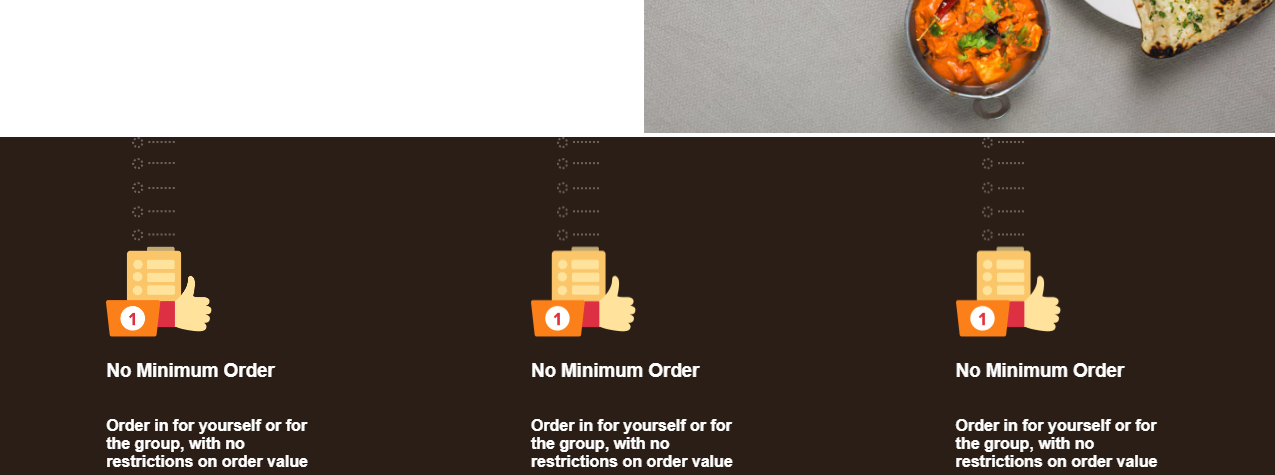 1
No Minimum Order
Order in for yourself or for
the group, with no
restrictions on order value
1
No Minimum Order
Order in for yourself or for
the group, with no
restrictions on order value
1
No Minimum Order
Order in for yourself or for
the group, with no
restrictions on order value